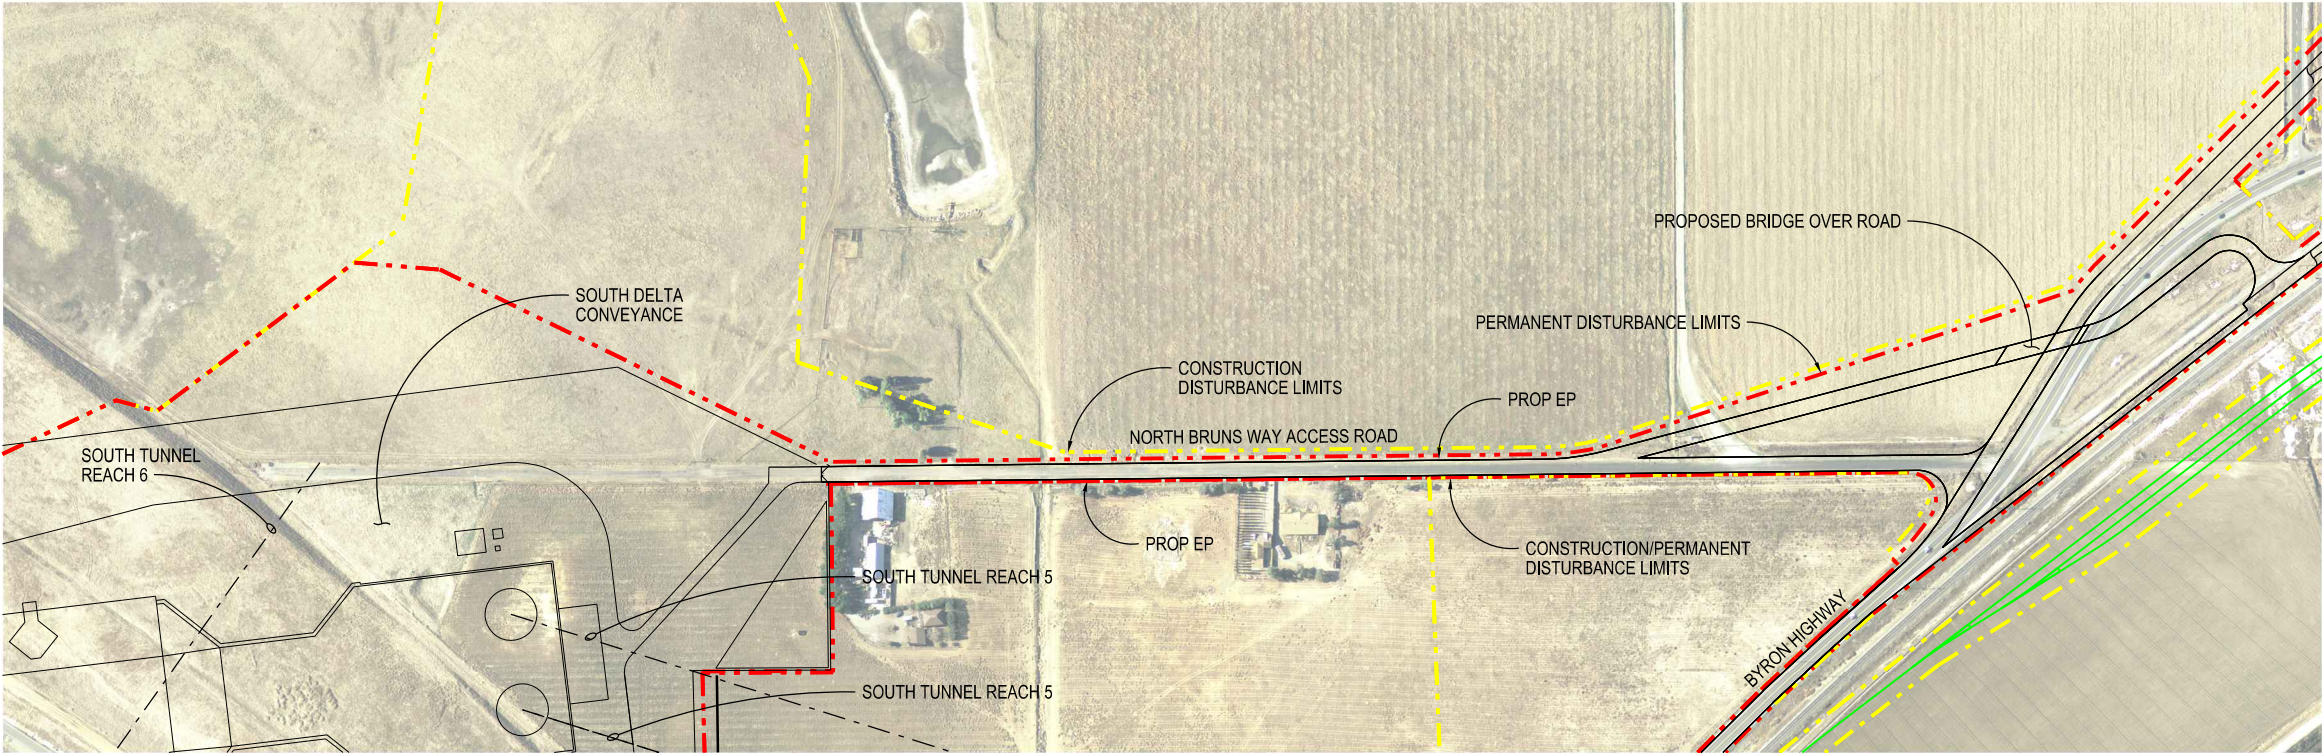 PROPOSED BRIDGE OVER ROAD
SOUTH DELTA
CONVEYANCE
PERMANENT DISTURBANCE LIMITS
CONSTRUCTION
DISTURBANCE LIMITS
PROP EP
NORTH BRUNS WAY ACCESS ROAD
SOUTH TUNNEL
REACH 6
PROP EP
CONSTRUCTION/PERMANENT
DISTURBANCE LIMITS
SOUTH TUNNEL REACH 5
BYRON HIGHWAY
SOUTH TUNNEL REACH 5